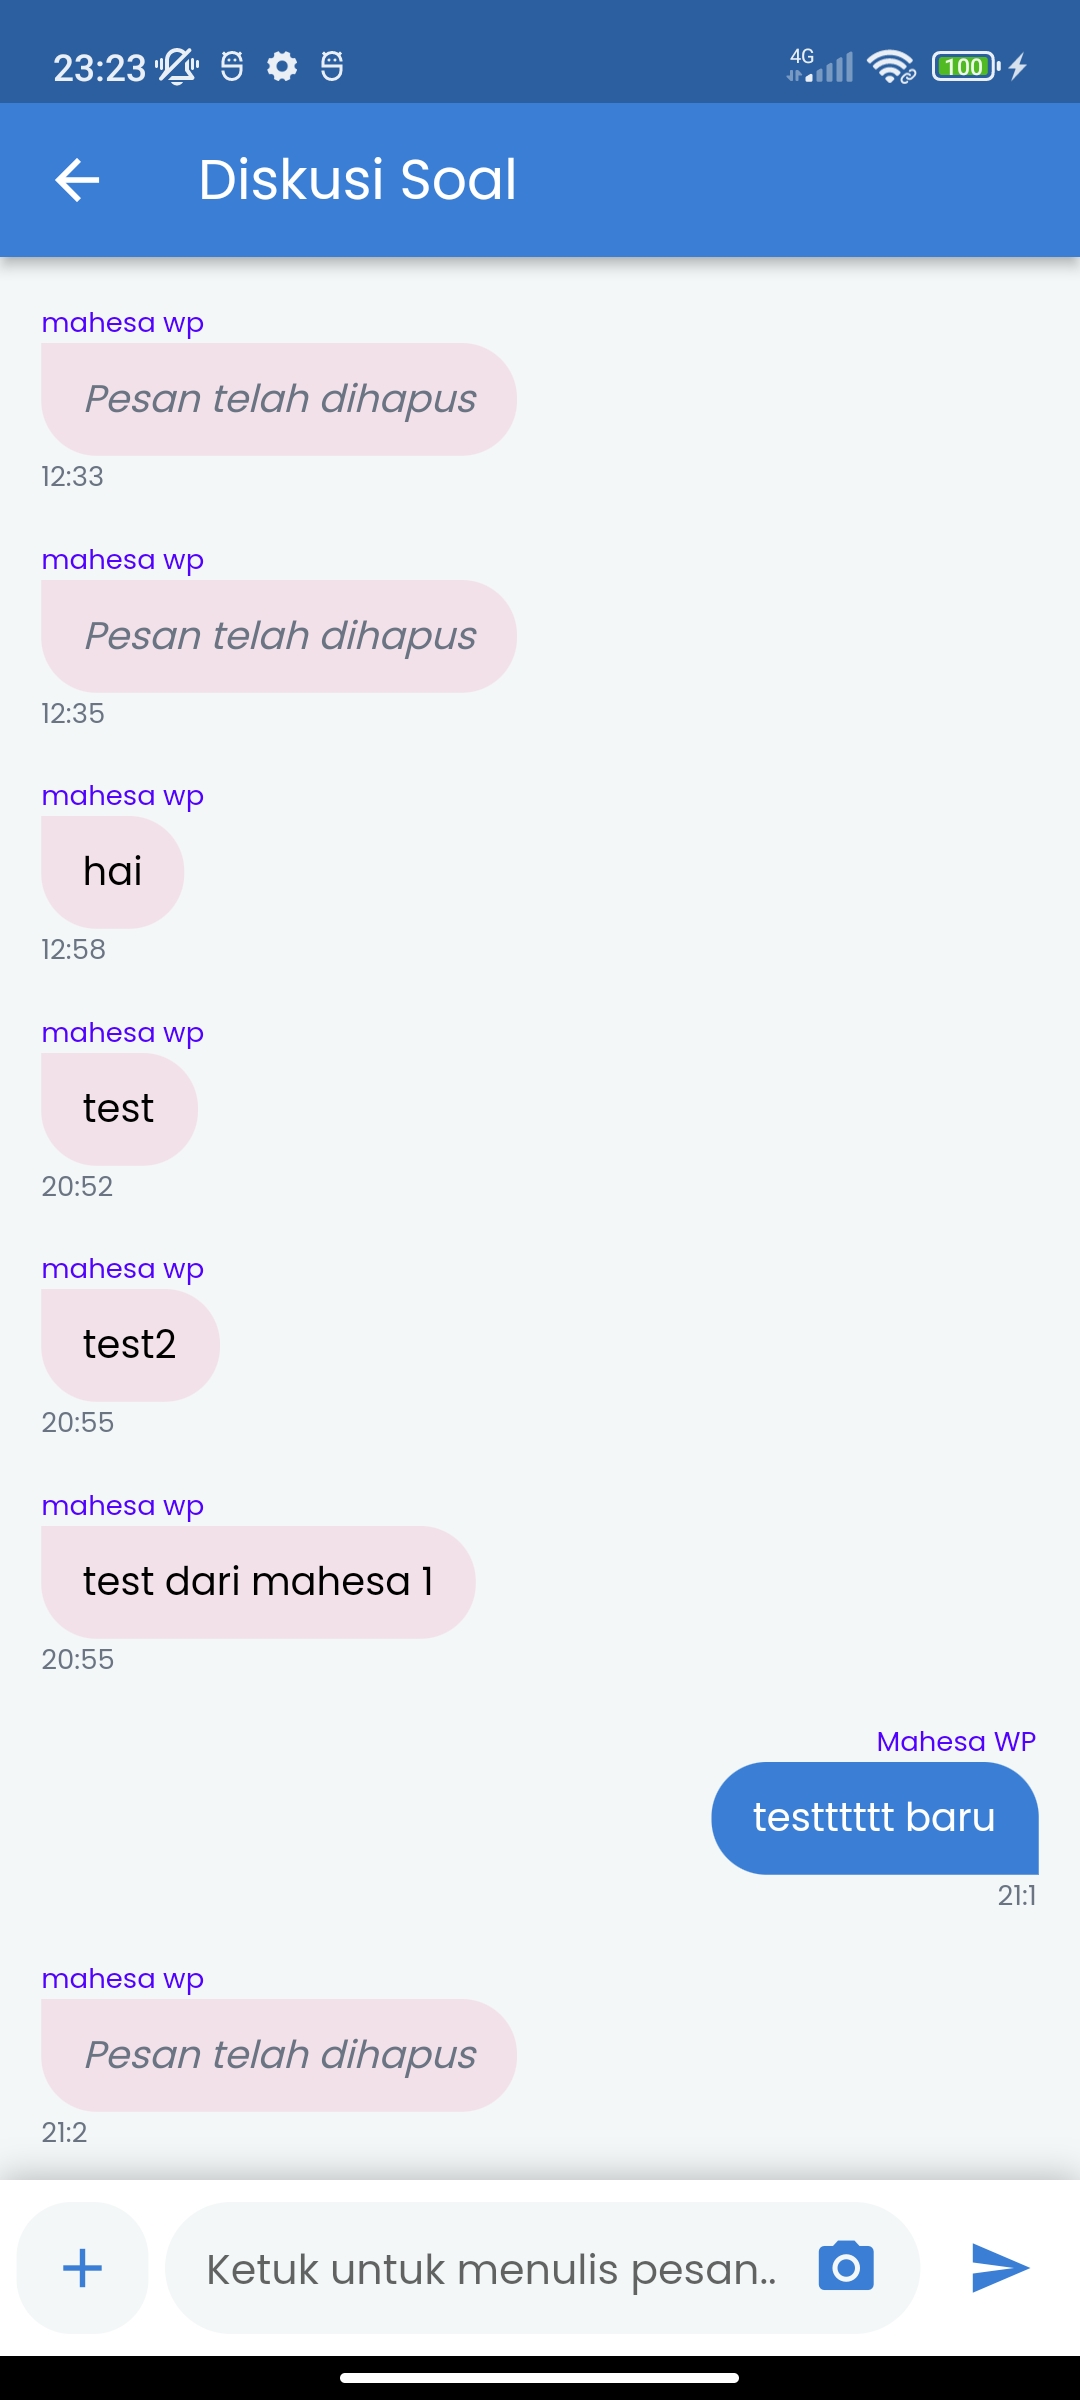 23:23
4G
100
Diskusi Soal
mahesa wp
Pesan telah dihapus
12:33
mahesa wp
Pesan telah dihapus
12:35
mahesa wp
hai
12:58
mahesa wp
test
20:52
mahesa wp
test2
20:55
mahesa wp
test dari mahesa 1
20:55
Mahesa WP
testttttt baru
21:1
mahesa wp
Pesan telah dihapus
21:2
Ketuk untuk menulis pesan..